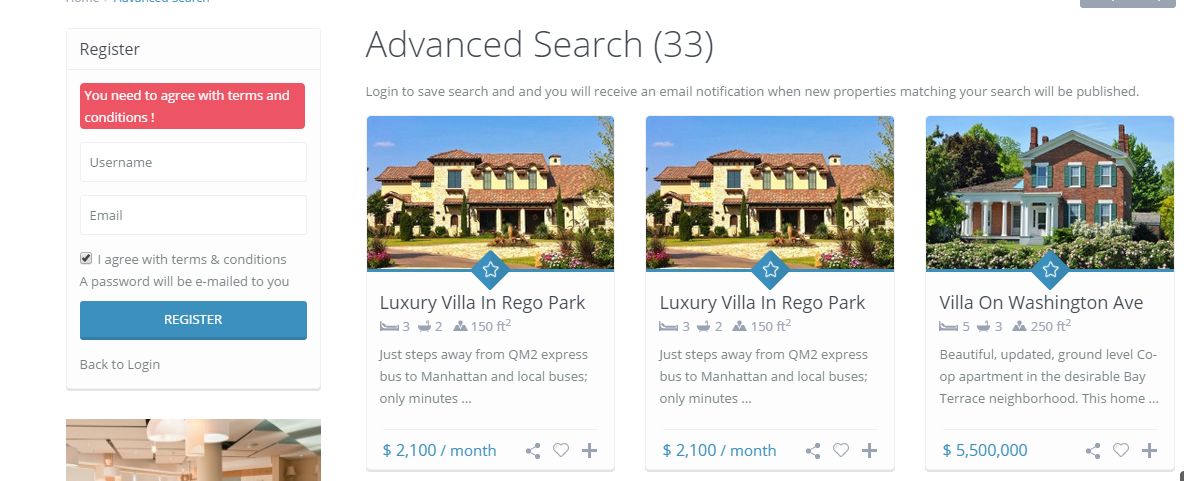 Home
Advanced Search
Register
You need to agree with terms and
conditions !
Username
Email
I agree with terms & conditions
A password will be e-mailed to you
REGISTER
Back to Login
Advanced Search (33)
Login to save search and and you will receive an email notification when new properties matching your search will be published.
Luxury Villa In Rego Park
3 2 150 ft²
Just steps away from QM2 express
bus to Manhattan and local buses;
only minutes ...
$ 2,100 / month
Luxury Villa In Rego Park
3 2 150 ft²
Just steps away from QM2 express
bus to Manhattan and local buses;
only minutes ...
$ 2,100 / month
Villa On Washington Ave
5 3 250 ft²
Beautiful, updated, ground level Co-
op apartment in the desirable Bay
Terrace neighborhood. This home ...
$ 5,500,000